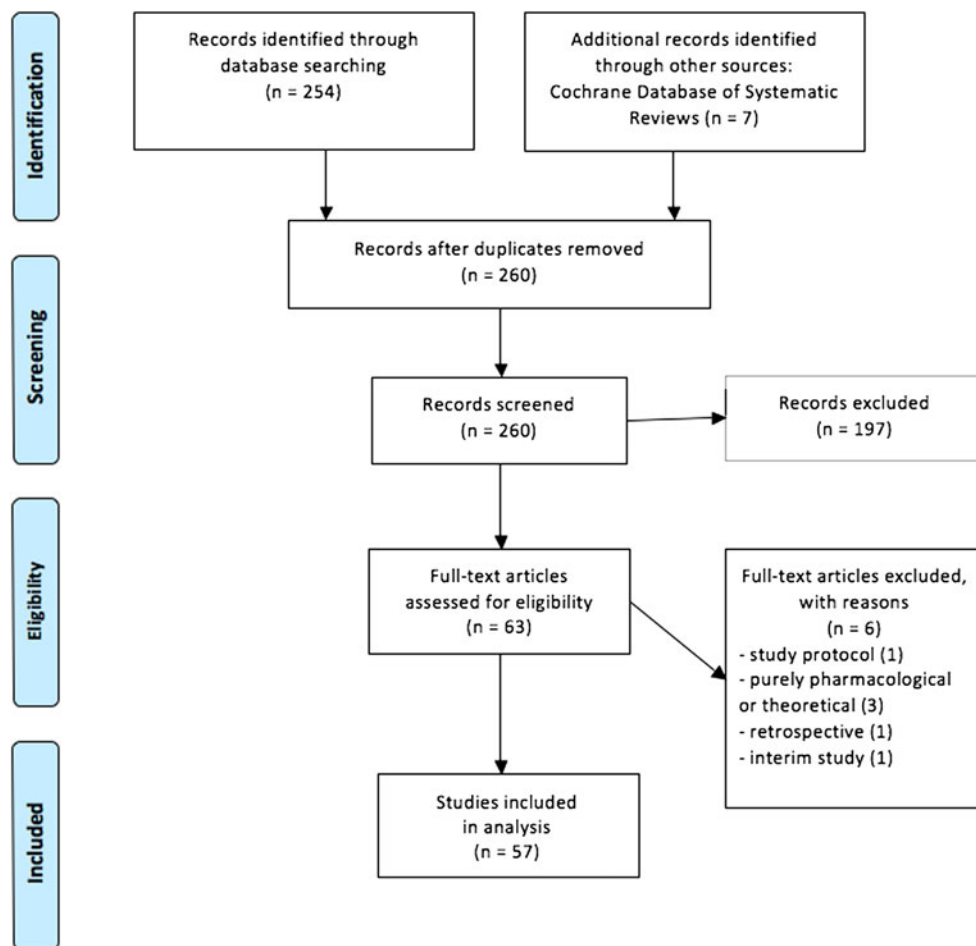 Identification
Records identified through
database searching
(n = 254)
Additional records identified
through other sources:
Cochrane Database of Systematic
Reviews (n = 7)
Records after duplicates removed
(n = 260)
Screening
Records screened
(n = 260)
Records excluded
(n = 197)
Eligibility
Full-text articles
assessed for eligibility
(n = 63)
Full-text articles excluded,
with reasons
(n = 6)
- study protocol (1)
- purely pharmacological
or theoretical (3)
- retrospective (1)
- interim study (1)
Included
Studies included
in analysis
(n = 57)